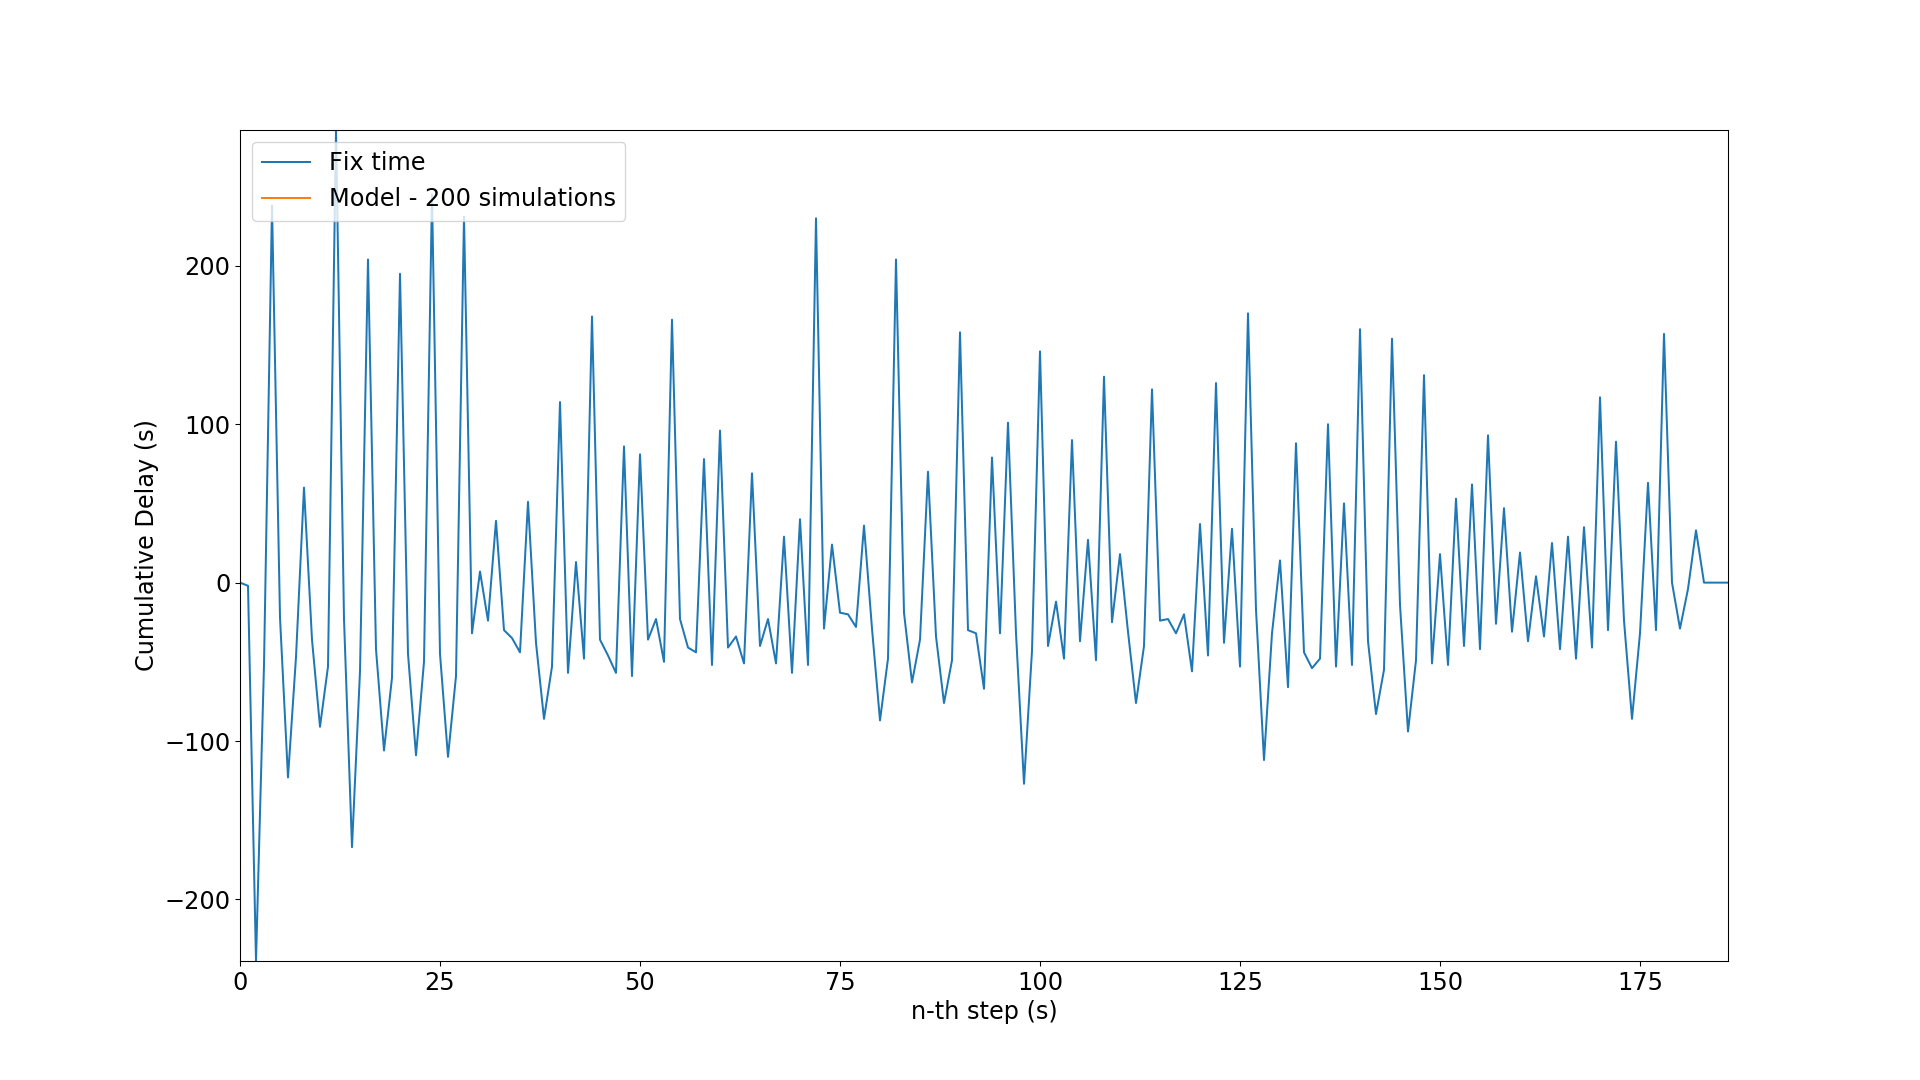 Fix time
Model - 200 simulations
200
100
0
−100
−200
Cumulative Delay (s)
0 25 50 75 100 125 150 175
n-th step (s)